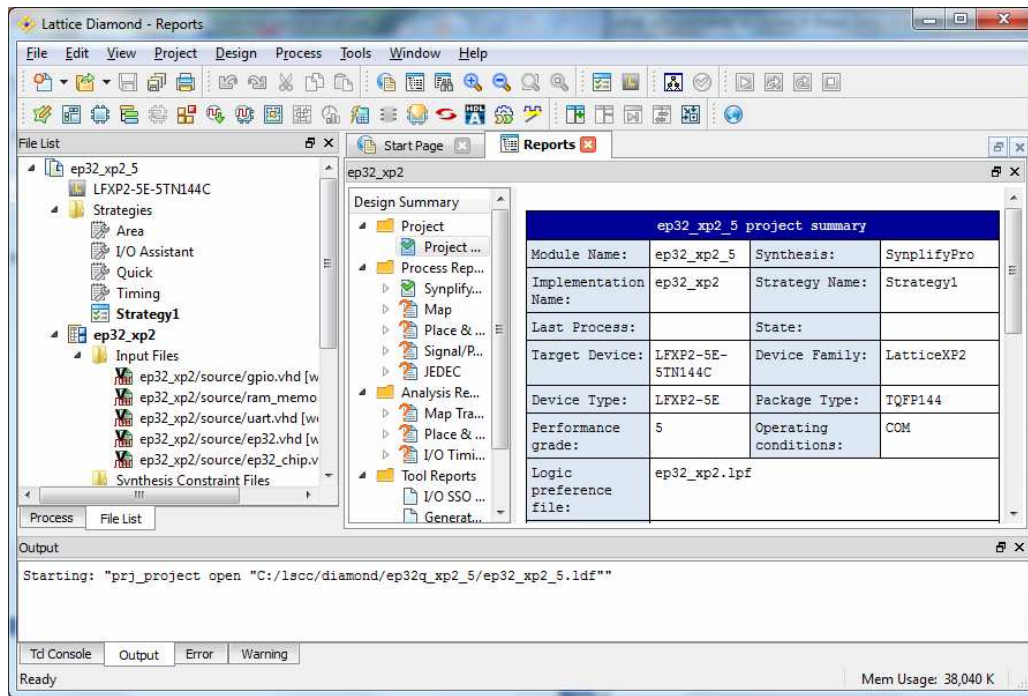 Lattice Diamond - Reports
File Edit View Project Design Process Tools Window Help
File List
Start Page
Reports
ep32_xp2_5
LFXP2-5E-5TN144C
Strategies
Area
I/O Assistant
Quick
Timing
Strategy1
ep32_xp2
Input Files
ep32_xp2/source/gpio.vhd [w
ep32_xp2/source/ram_memo
ep32_xp2/source/uart.vhd [w
ep32_xp2/source/ep32.vhd [w
ep32_xp2/source/ep32_chip.v
Synthesis Constraint Files
Process
File List
ep32_xp2
Design Summary
Project
Project ...
Process Rep...
Synplify...
Map
Place & ...
Signal/P...
JEDEC
Analysis Re...
Map Tra...
Place & ...
I/O Timi...
Tool Reports
I/O SSO ...
Generat...
ep32_xp2_5 project summary
Module Name: ep32_xp2_5 Synthesis: SynplifyPro
Implementation Name: ep32_xp2 Strategy Name: Strategy1
Last Process: State:
Target Device: LFXP2-5E-5TN144C Device Family: LatticeXP2
Device Type: LFXP2-5E Package Type: TQFP144
Performance grade: 5 Operating conditions: COM
Logic preference file: ep32_xp2.lpf
Output
Starting: "prj_project open "C:/lscc/diamond/ep32q_xp2_5/ep32_xp2_5.ldf""
Tcl Console Output Error Warning
Ready
Mem Usage: 38,040 K